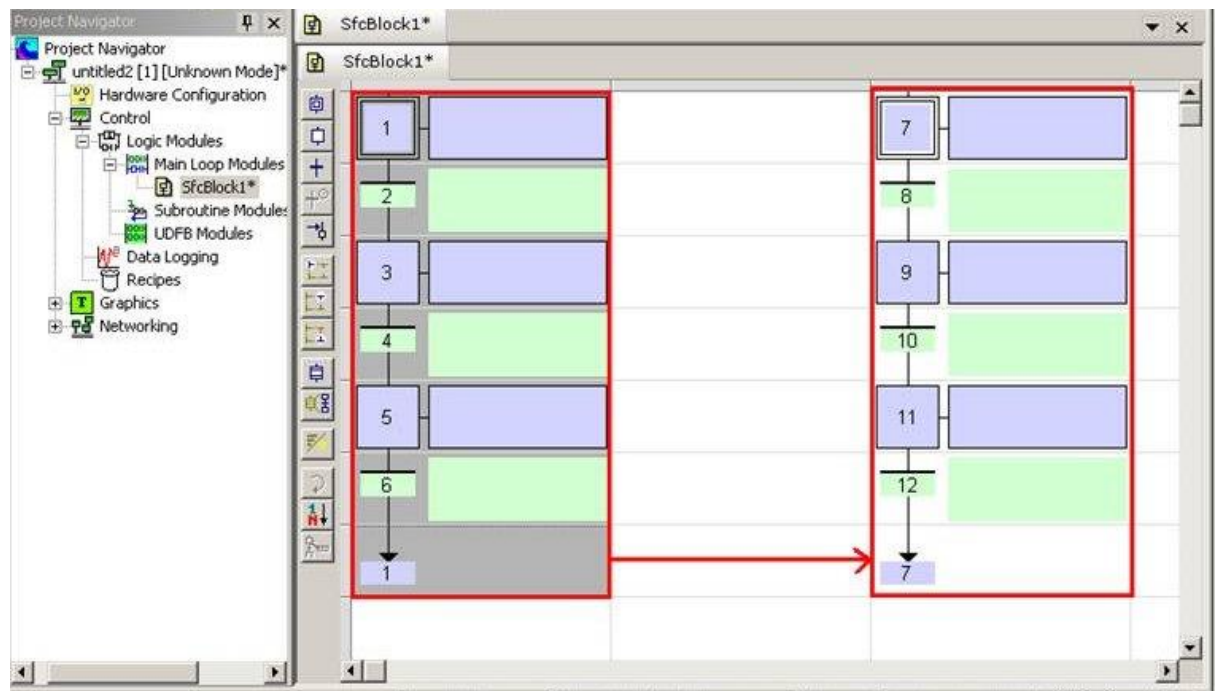 Project Navigator
Project Navigator
untitled2 [1] [Unknown Mode]*
Hardware Configuration
Control
Logic Modules
Main Loop Modules
SfcBlock1*
Subroutine Modules
UDFB Modules
Data Logging
Recipes
Graphics
Networking
SfcBlock1*
SfcBlock1*
1
2
3
4
5
6
1
7
8
9
10
11
12
7